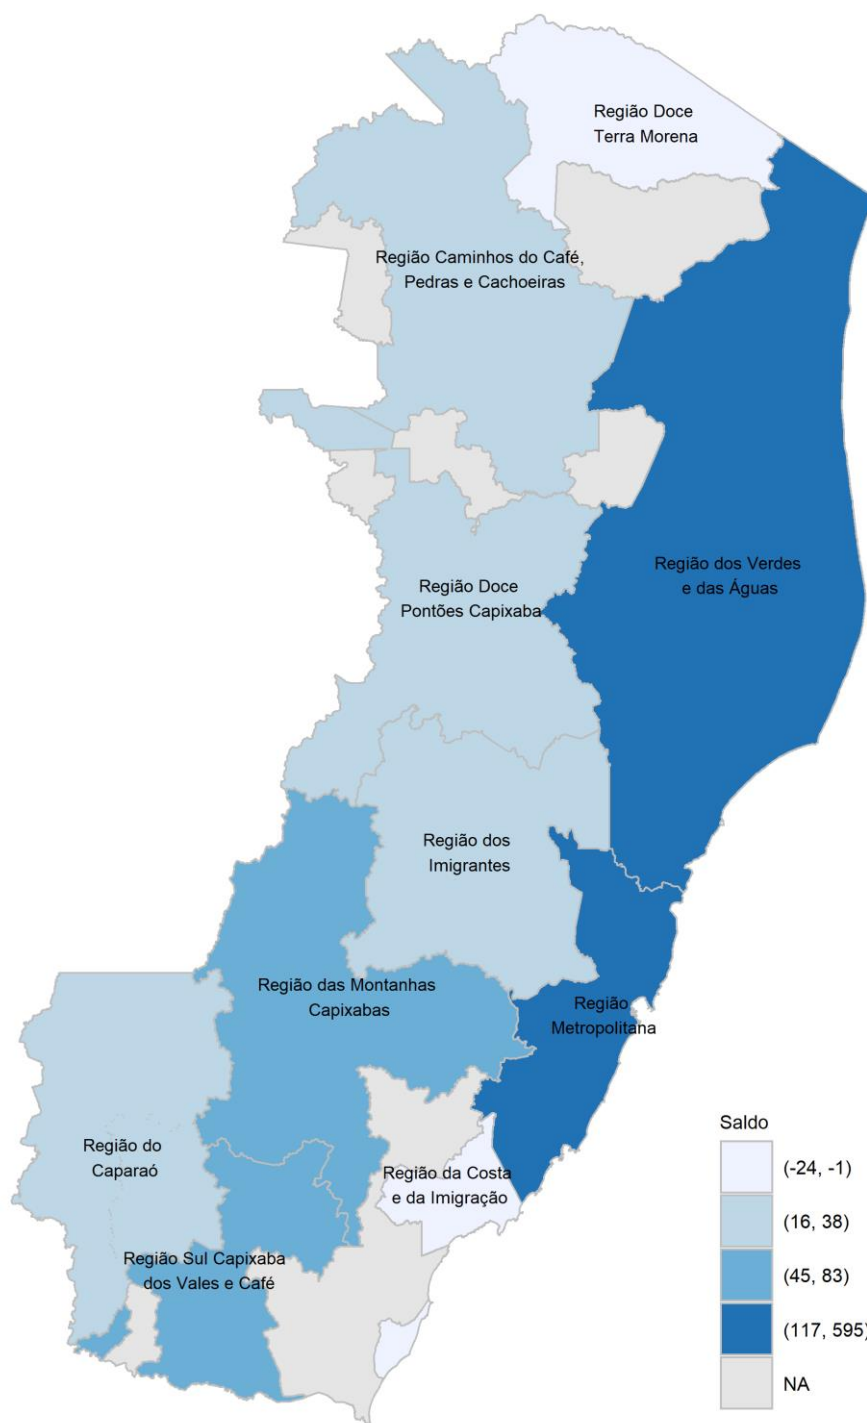 Região Doce
Terra Morena
Região Caminhos do Café,
Pedras e Cachoeiras
Região dos Verdes
e das Águas
Região Doce
Pontões Capixaba
Região dos
Imigrantes
Região das Montanhas
Capixabas
Região
Metropolitana
Região do
Caparaó
Região da Costa
e da Imigração
Região Sul Capixaba
dos Vales e Café
Saldo
(-24, -1)
(16, 38)
(45, 83)
(117, 595)
NA